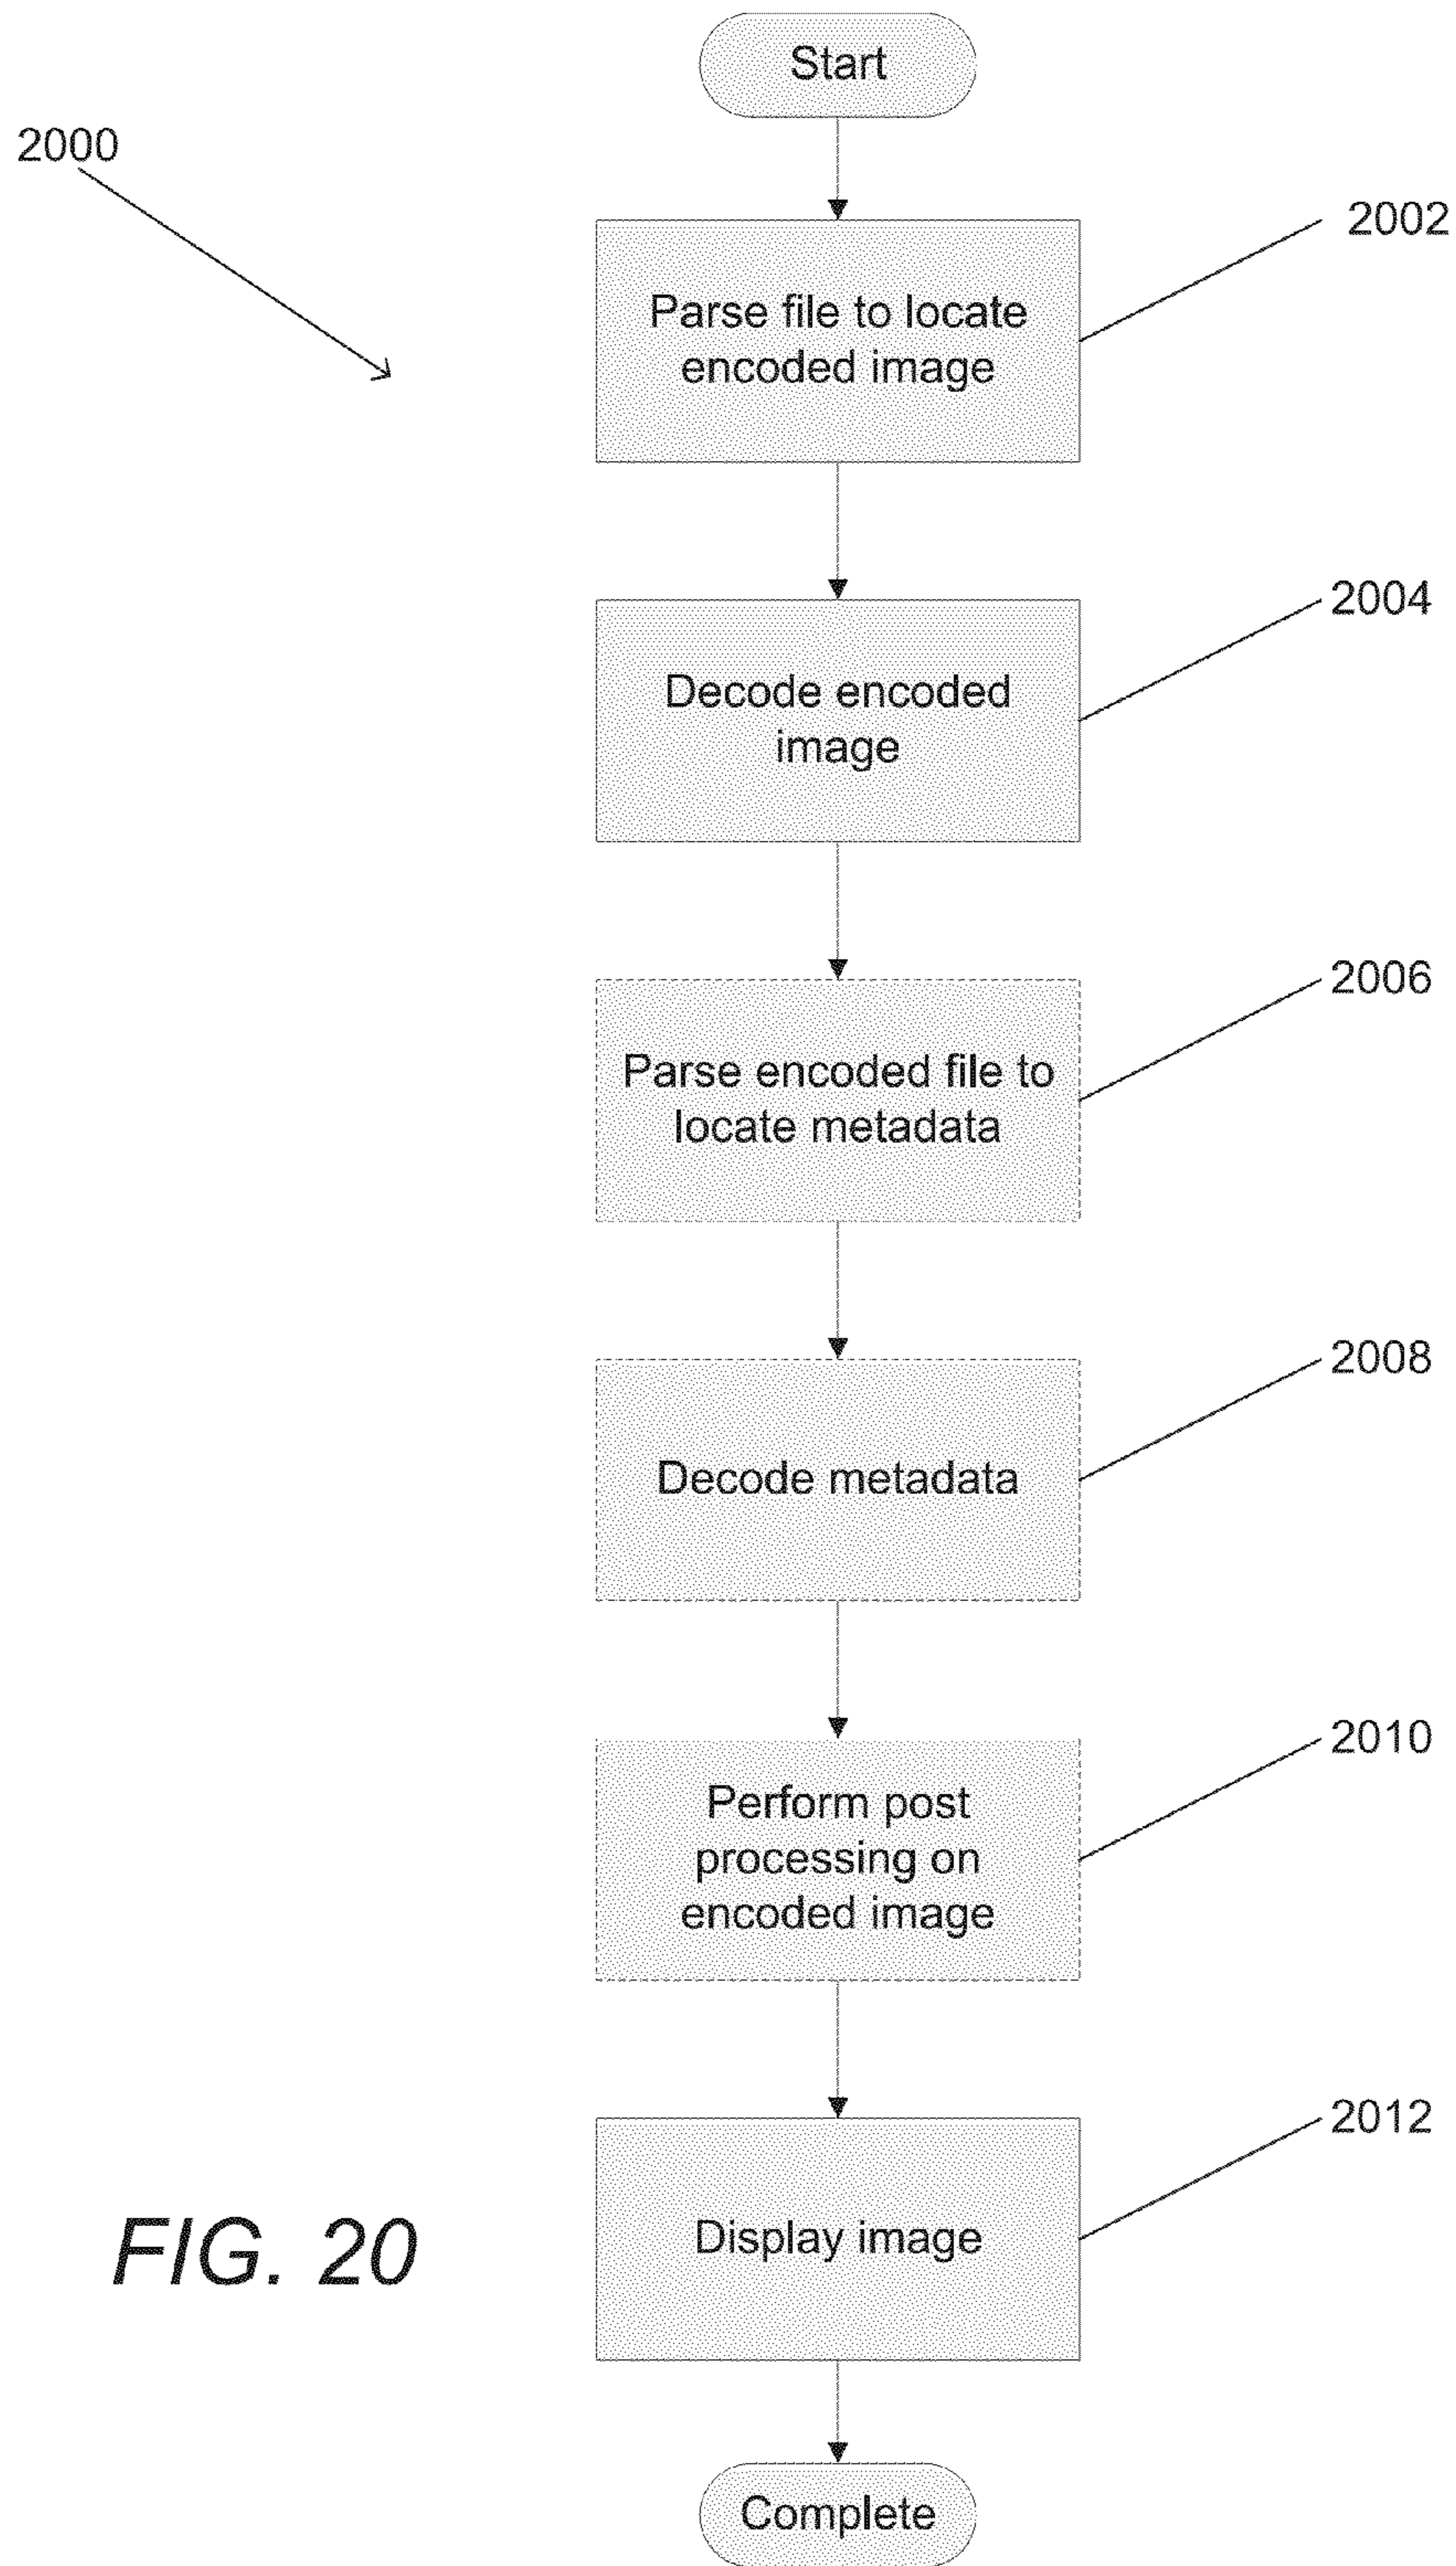 Start
2000
2002
Parse file to locate
encoded image
2004
Decode encoded
image
2006
Parse encoded file to
locate metadata
2008
Decode metadata
2010
Perform post
processing on
encoded image
2012
Display image
FIG. 20
Complete